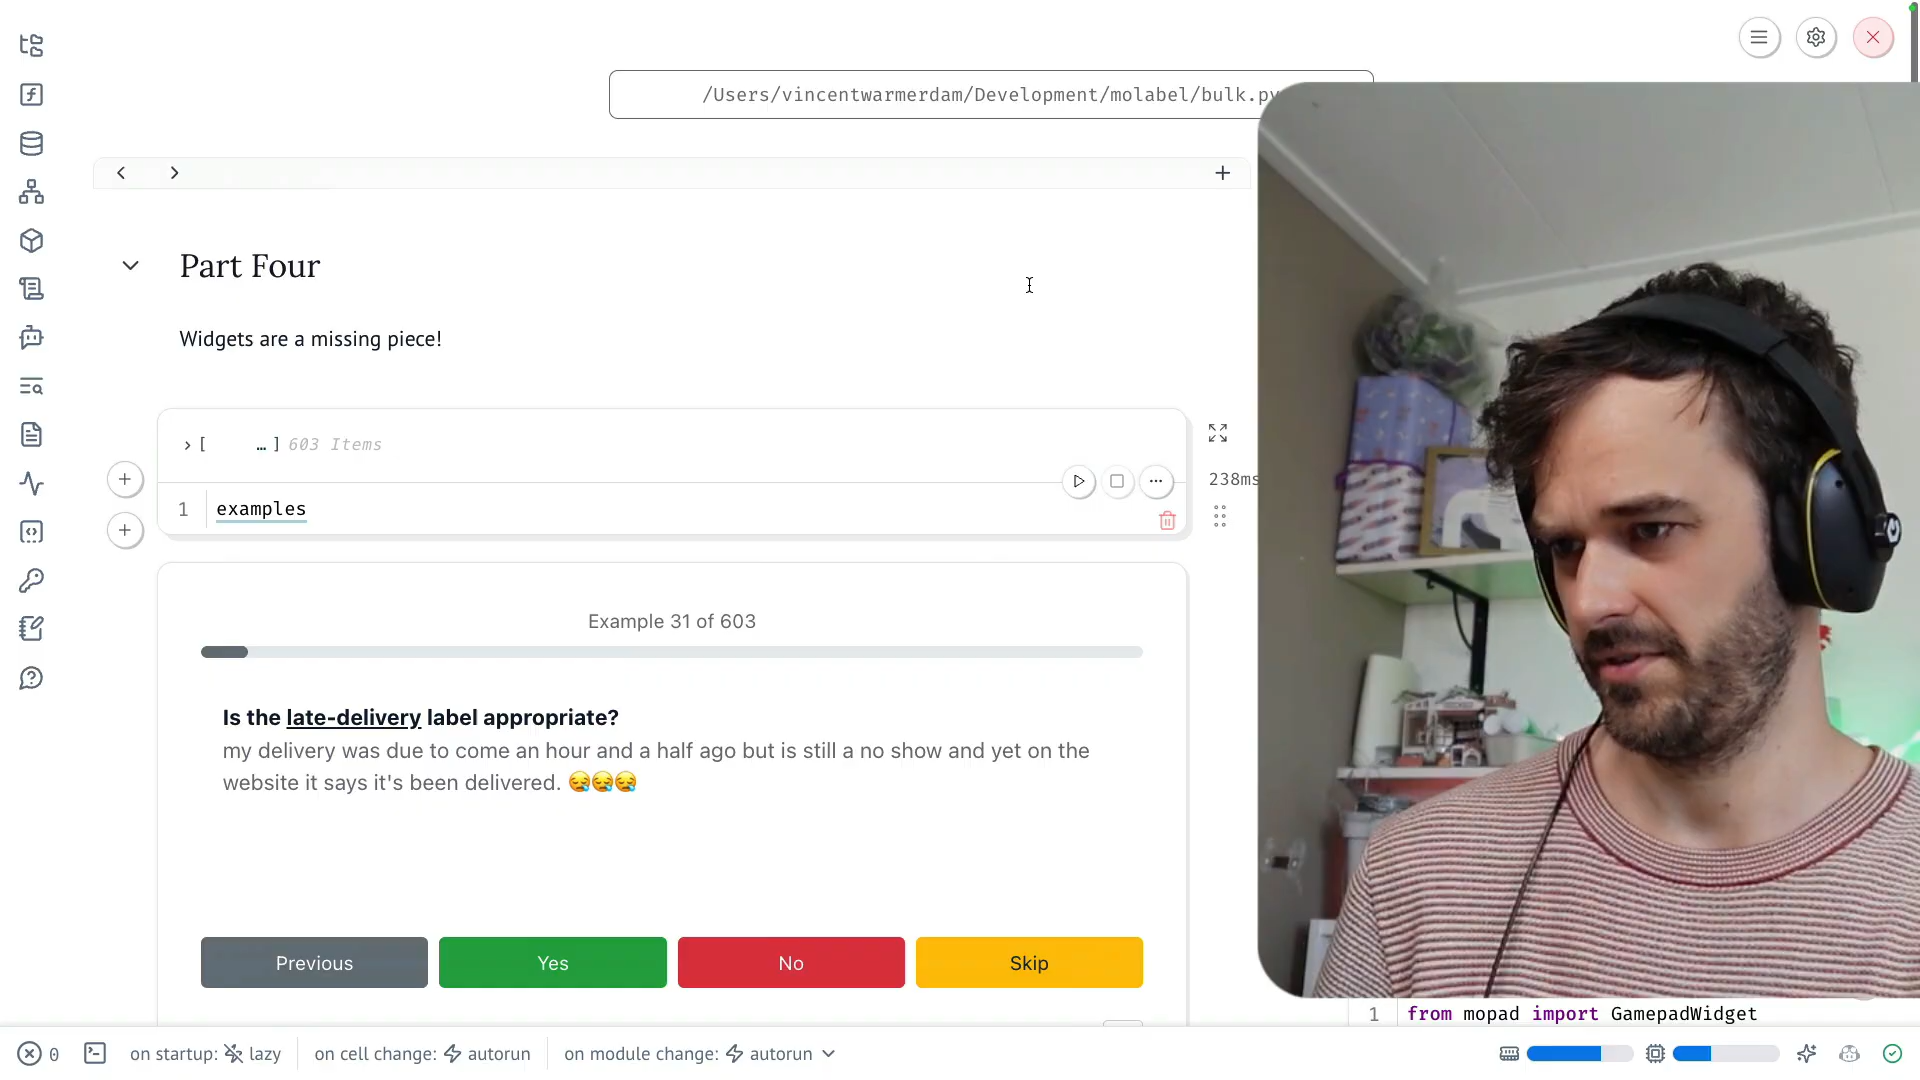 /Users/vincentwarmerdam/Development/molabel/bulk.py
Part Four
Widgets are a missing piece!
[ … ] 603 Items
238ms
1 examples
Example 31 of 603
Is the late-delivery label appropriate?
my delivery was due to come an hour and a half ago but is still a no show and yet on the
website it says it's been delivered. 😪😪😪
Previous
Yes
No
Skip
1 from mopad import GamepadWidget
0
on startup: lazy
on cell change: autorun
on module change: autorun